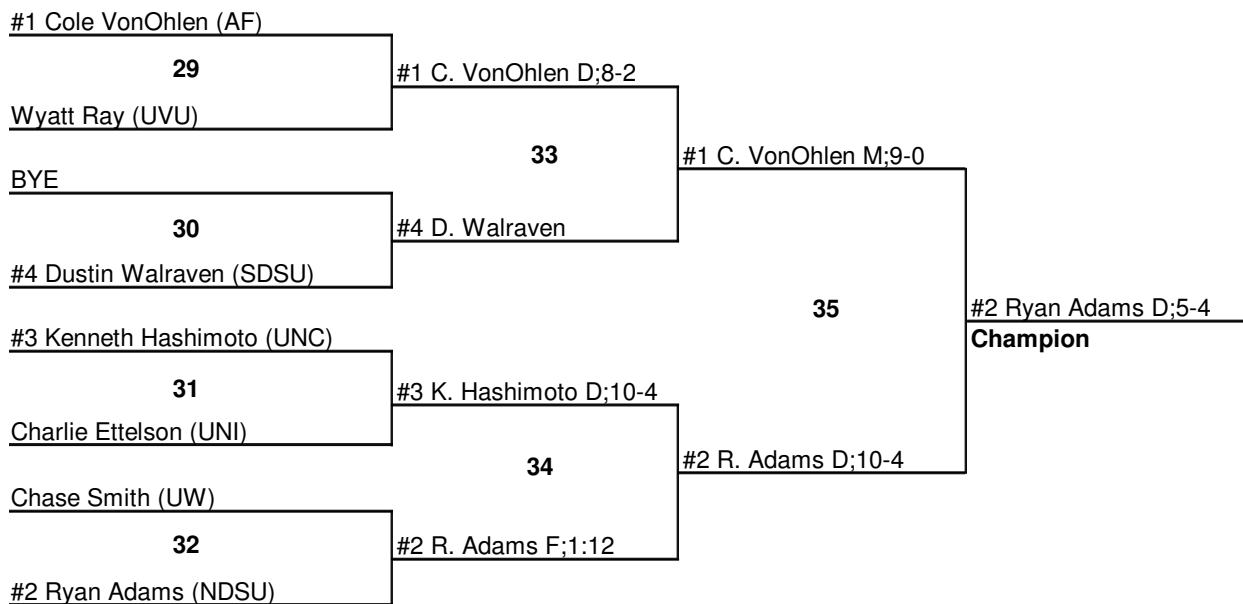 #1 Cole VonOhlen (AF)
29
Wyatt Ray (UVU)
#1 C. VonOhlen D;8-2
BYE
30
#4 Dustin Walraven (SDSU)
#4 D. Walraven
33
#1 C. VonOhlen M;9-0
#3 Kenneth Hashimoto (UNC)
31
Charlie Ettelson (UNI)
#3 K. Hashimoto D;10-4
Chase Smith (UW)
32
#2 Ryan Adams (NDSU)
#2 R. Adams F;1:12
34
#2 R. Adams D;10-4
35
#2 Ryan Adams D;5-4
Champion